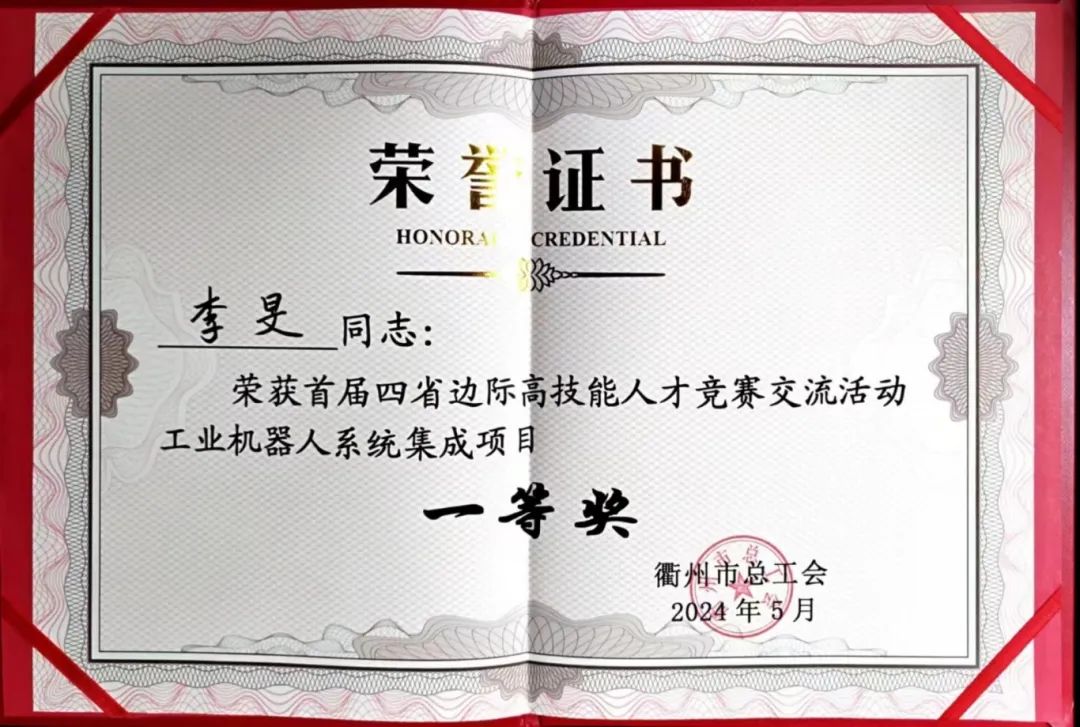 荣誉证书
HONORA CREDENTIAL
李旻 同志：
荣获首届四省边际高技能人才竞赛交流活动
工业机器人系统集成项目
一等奖
衢州市总工会
2024年5月